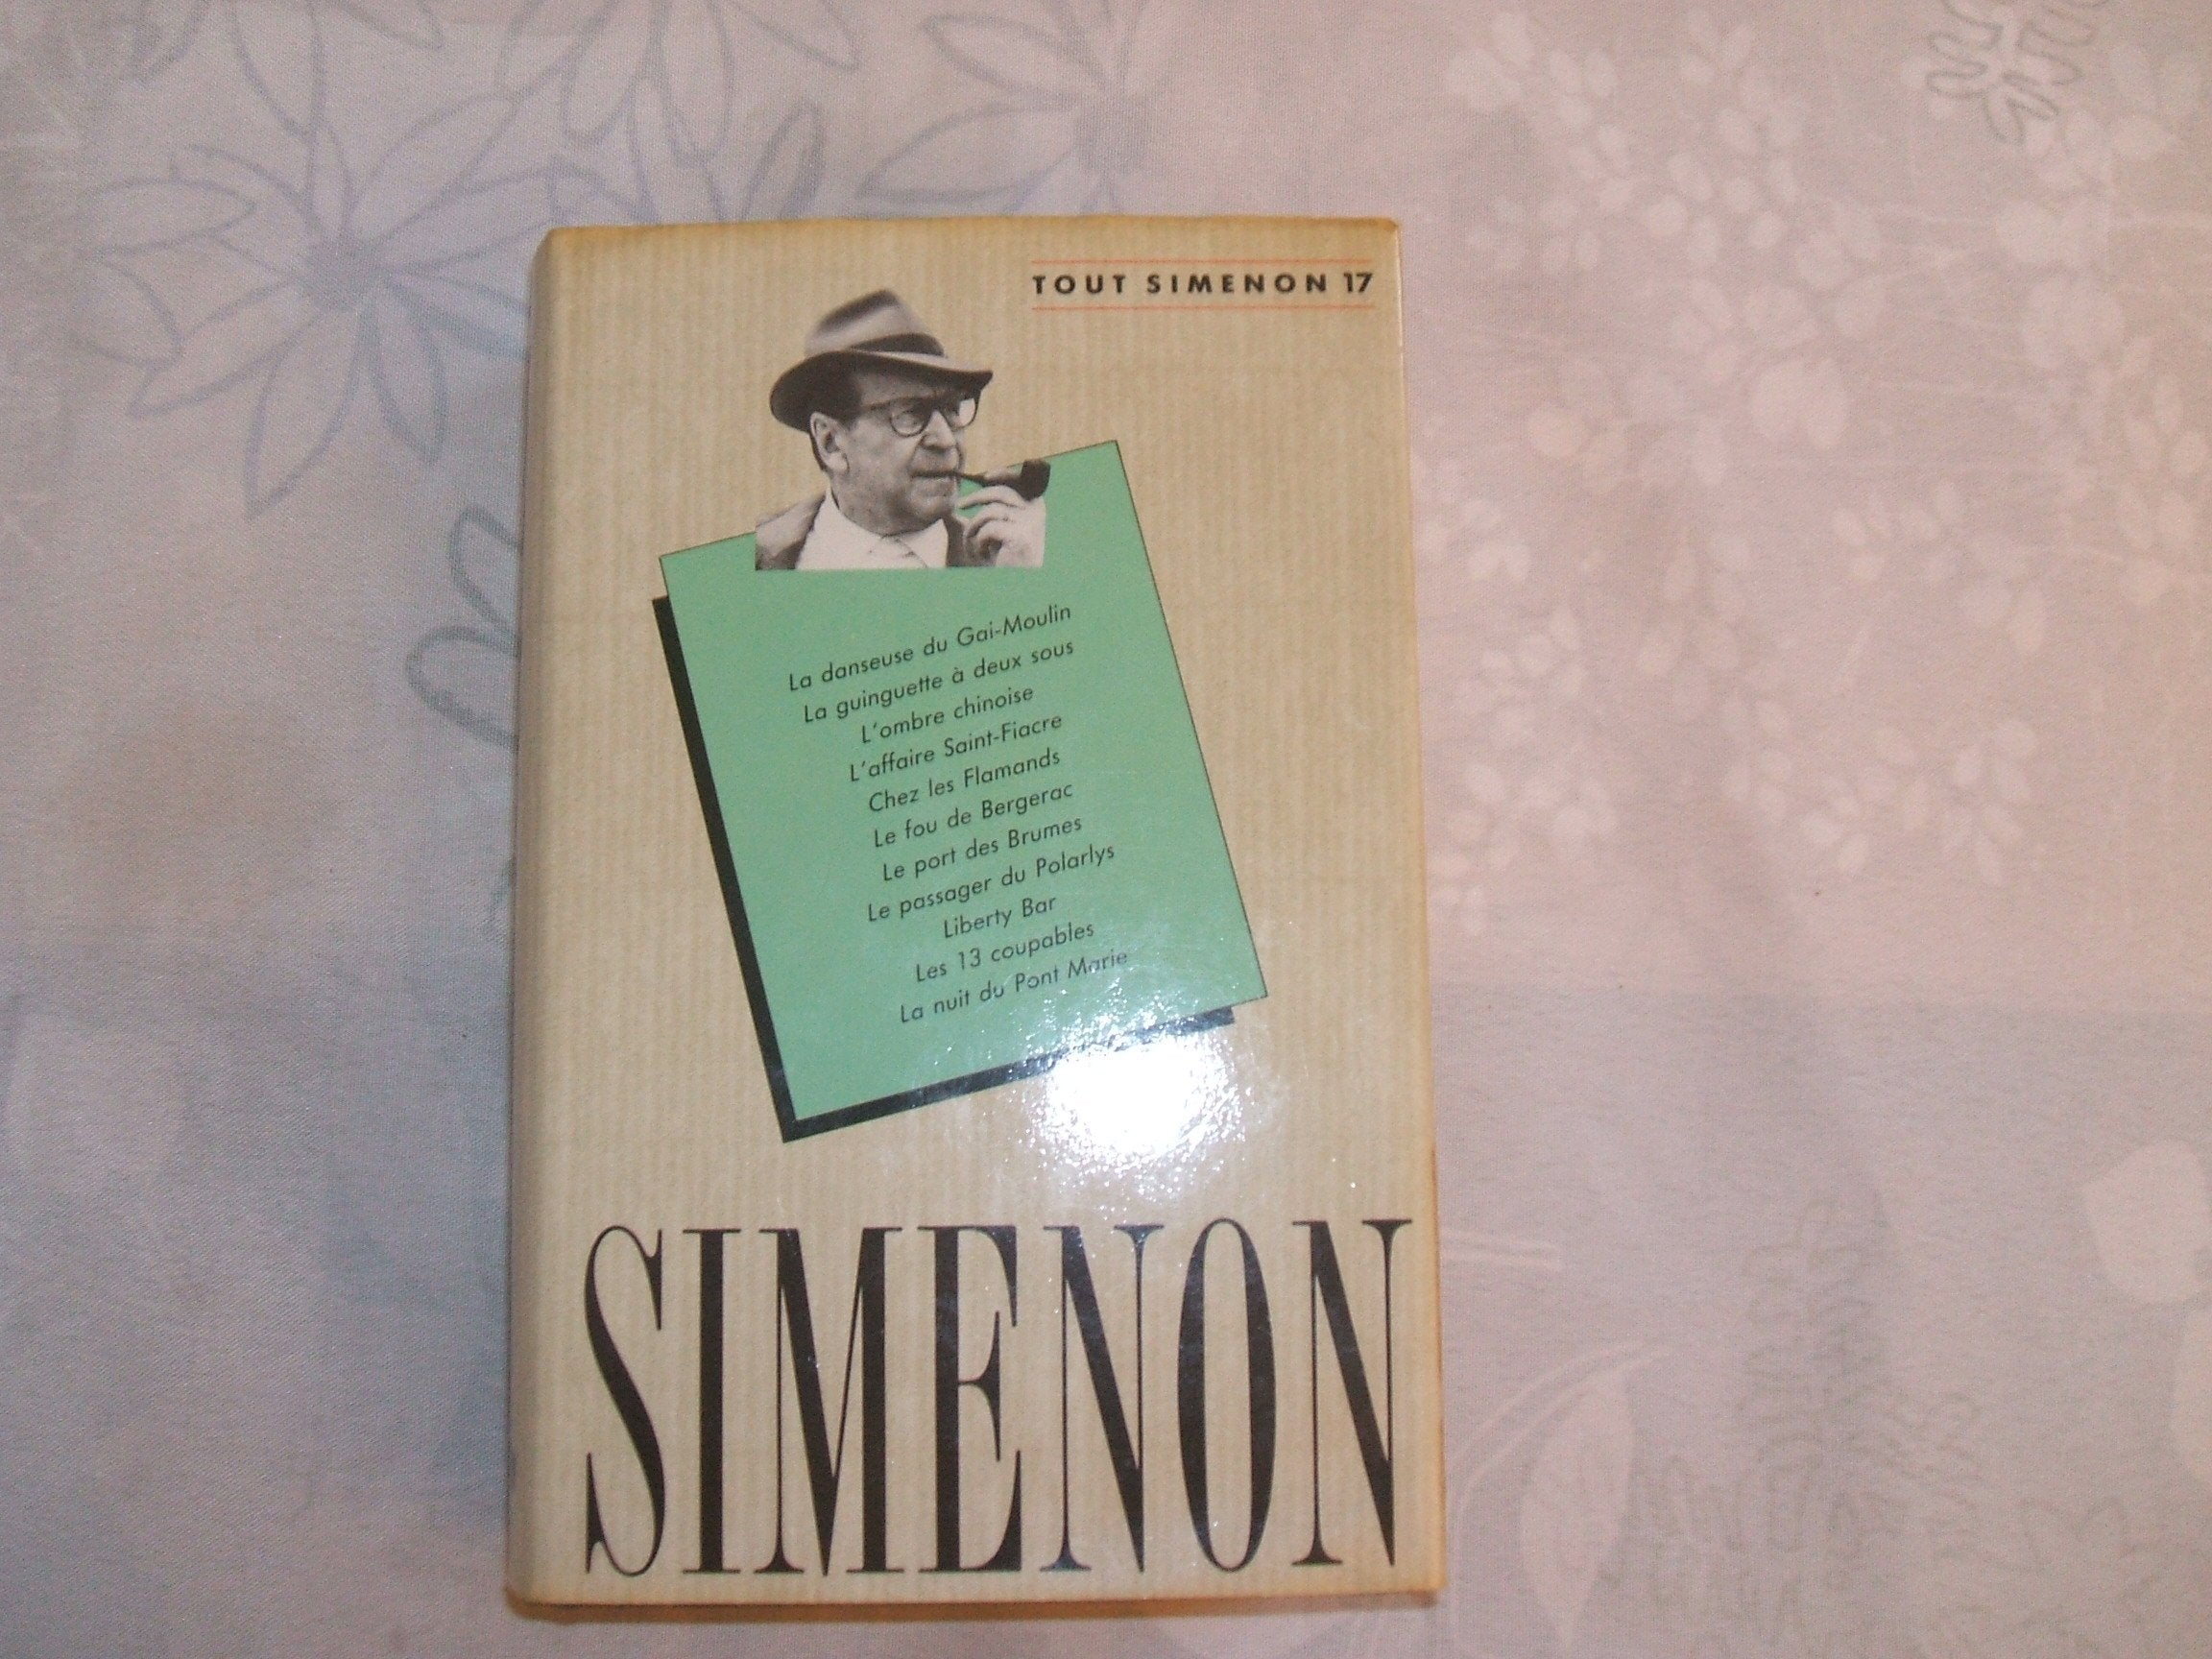 TOUT SIMENON 17
La danseuse du Gai-Moulin
La guinguette à deux sous
L'ombre chinoise
L'affaire Saint-Fiacre
Chez les Flamands
Le fou de Bergerac
Le port des Brumes
Le passager du Polarlys
Liberty Bar
Les 13 coupables
La nuit du Pont Marie
SIMENON